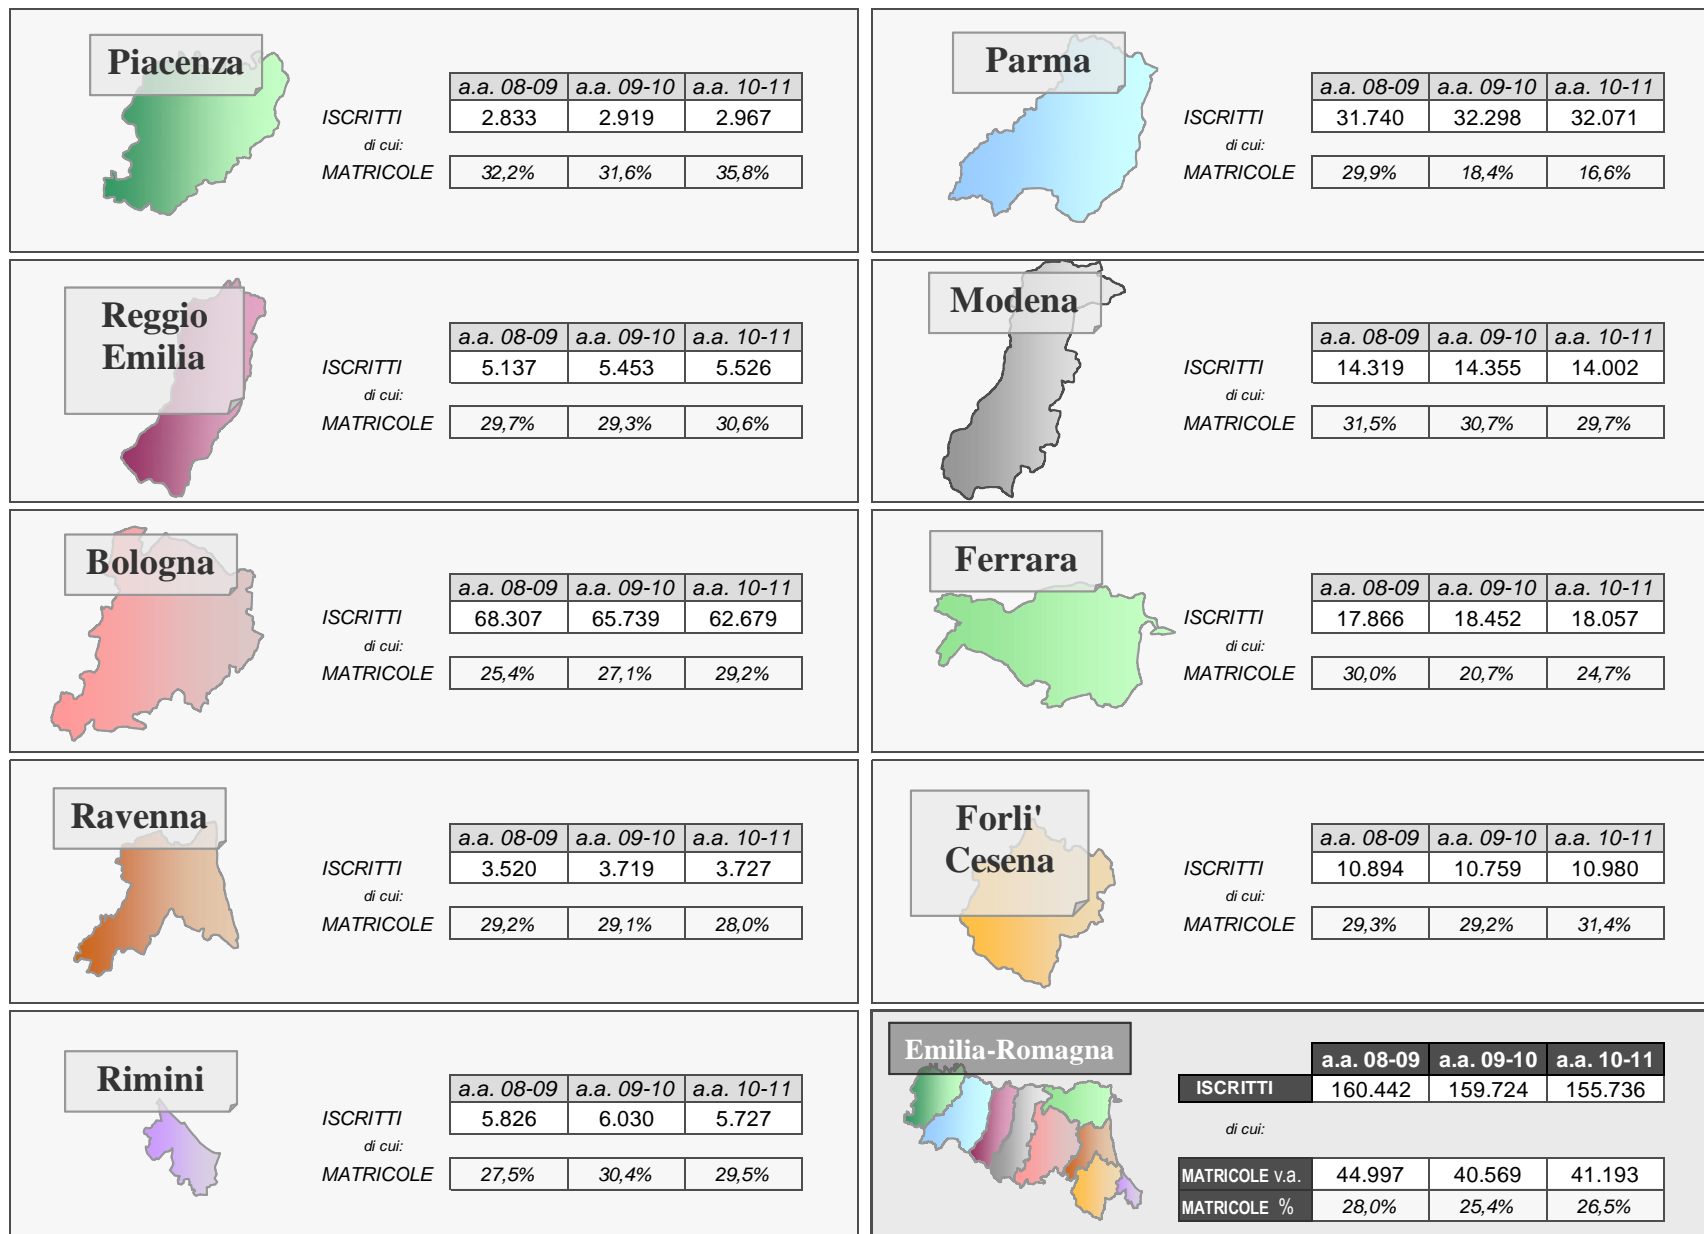 Piacenza
a.a. 08-09 a.a. 09-10 a.a. 10-11
ISCRITTI 2.833 2.919 2.967
di cui:
MATRICOLE 32,2% 31,6% 35,8%
Parma
a.a. 08-09 a.a. 09-10 a.a. 10-11
ISCRITTI 31.740 32.298 32.071
di cui:
MATRICOLE 29,9% 18,4% 16,6%
Reggio
Emilia
a.a. 08-09 a.a. 09-10 a.a. 10-11
ISCRITTI 5.137 5.453 5.526
di cui:
MATRICOLE 29,7% 29,3% 30,6%
Modena
a.a. 08-09 a.a. 09-10 a.a. 10-11
ISCRITTI 14.319 14.355 14.002
di cui:
MATRICOLE 31,5% 30,7% 29,7%
Bologna
a.a. 08-09 a.a. 09-10 a.a. 10-11
ISCRITTI 68.307 65.739 62.679
di cui:
MATRICOLE 25,4% 27,1% 29,2%
Ferrara
a.a. 08-09 a.a. 09-10 a.a. 10-11
ISCRITTI 17.866 18.452 18.057
di cui:
MATRICOLE 30,0% 20,7% 24,7%
Ravenna
a.a. 08-09 a.a. 09-10 a.a. 10-11
ISCRITTI 3.520 3.719 3.727
di cui:
MATRICOLE 29,2% 29,1% 28,0%
Forli'
Cesena
a.a. 08-09 a.a. 09-10 a.a. 10-11
ISCRITTI 10.894 10.759 10.980
di cui:
MATRICOLE 29,3% 29,2% 31,4%
Rimini
a.a. 08-09 a.a. 09-10 a.a. 10-11
ISCRITTI 5.826 6.030 5.727
di cui:
MATRICOLE 27,5% 30,4% 29,5%
Emilia-Romagna
a.a. 08-09 a.a. 09-10 a.a. 10-11
ISCRITTI 160.442 159.724 155.736
di cui:
MATRICOLE v.a. 44.997 40.569 41.193
MATRICOLE % 28,0% 25,4% 26,5%